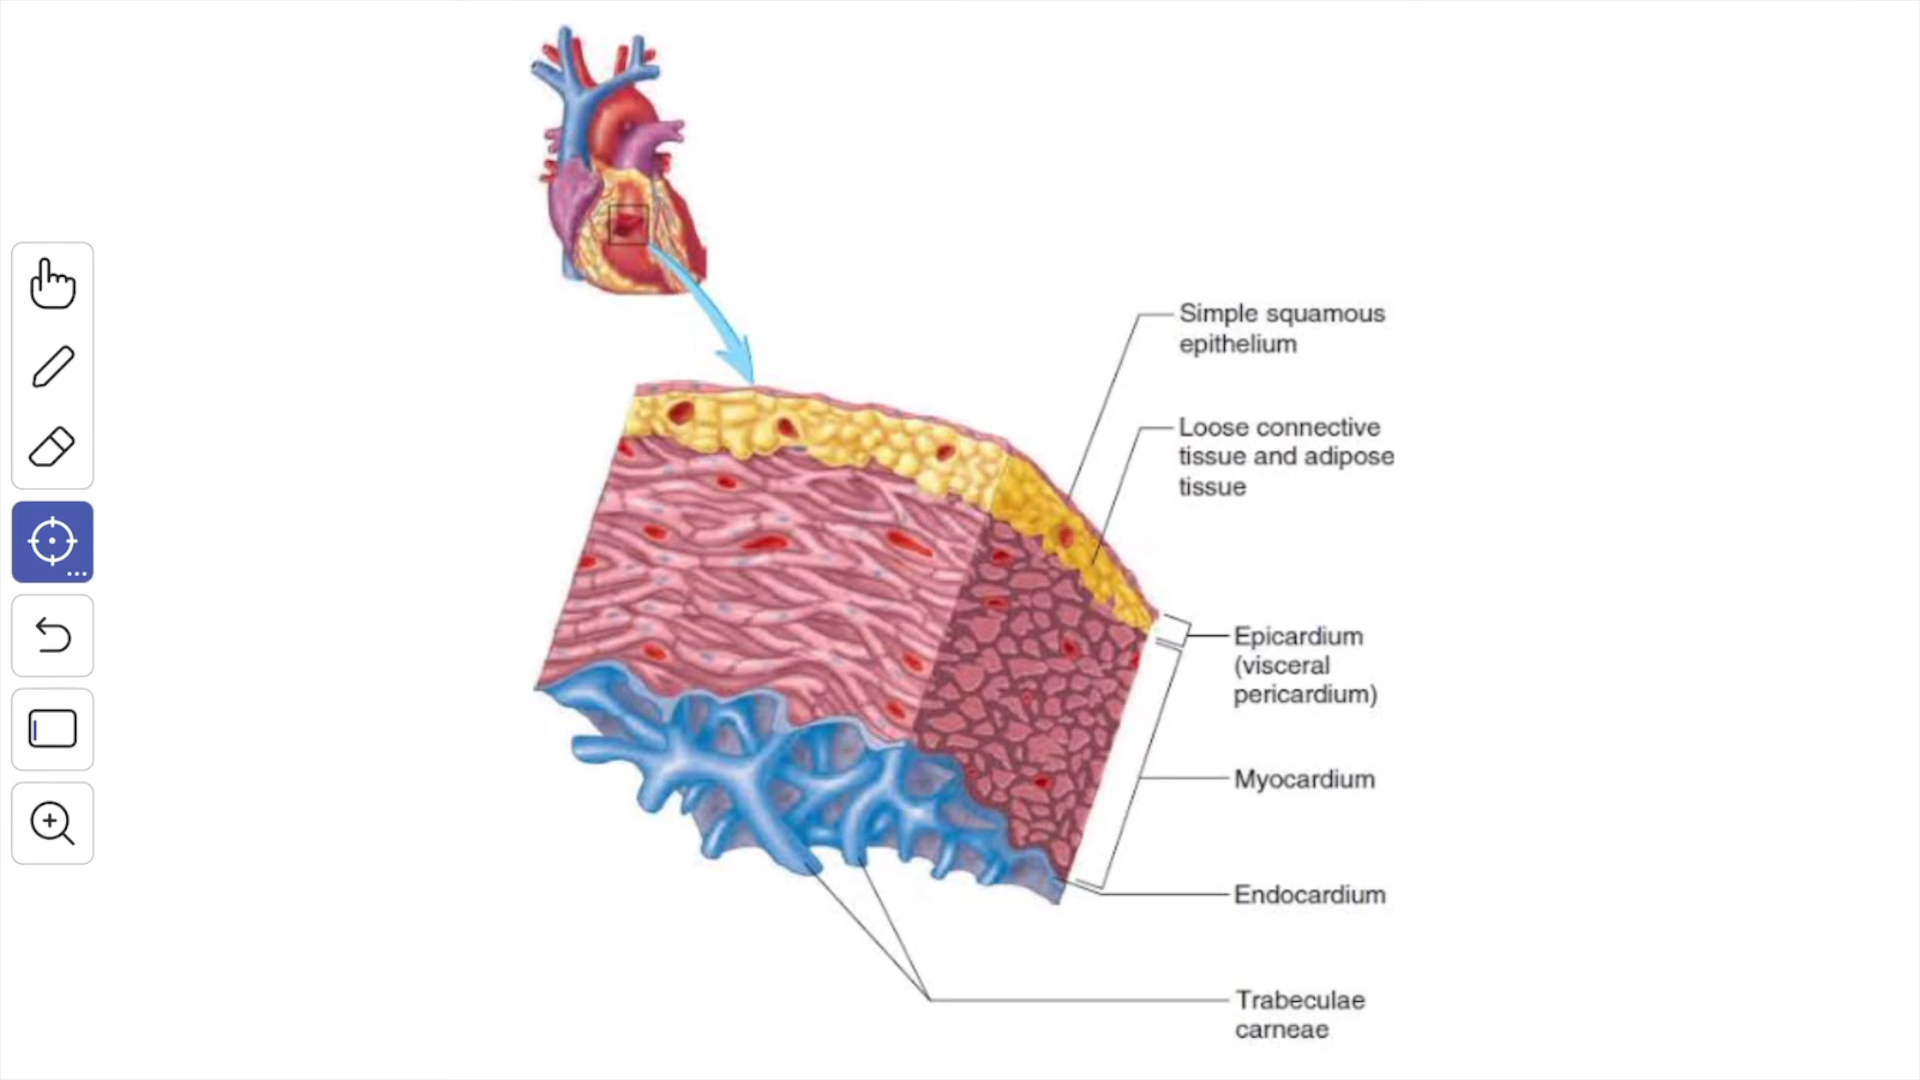 Simple squamous
epithelium
Loose connective
tissue and adipose
tissue
Epicardium
(visceral
pericardium)
Myocardium
Endocardium
Trabeculae
carneae